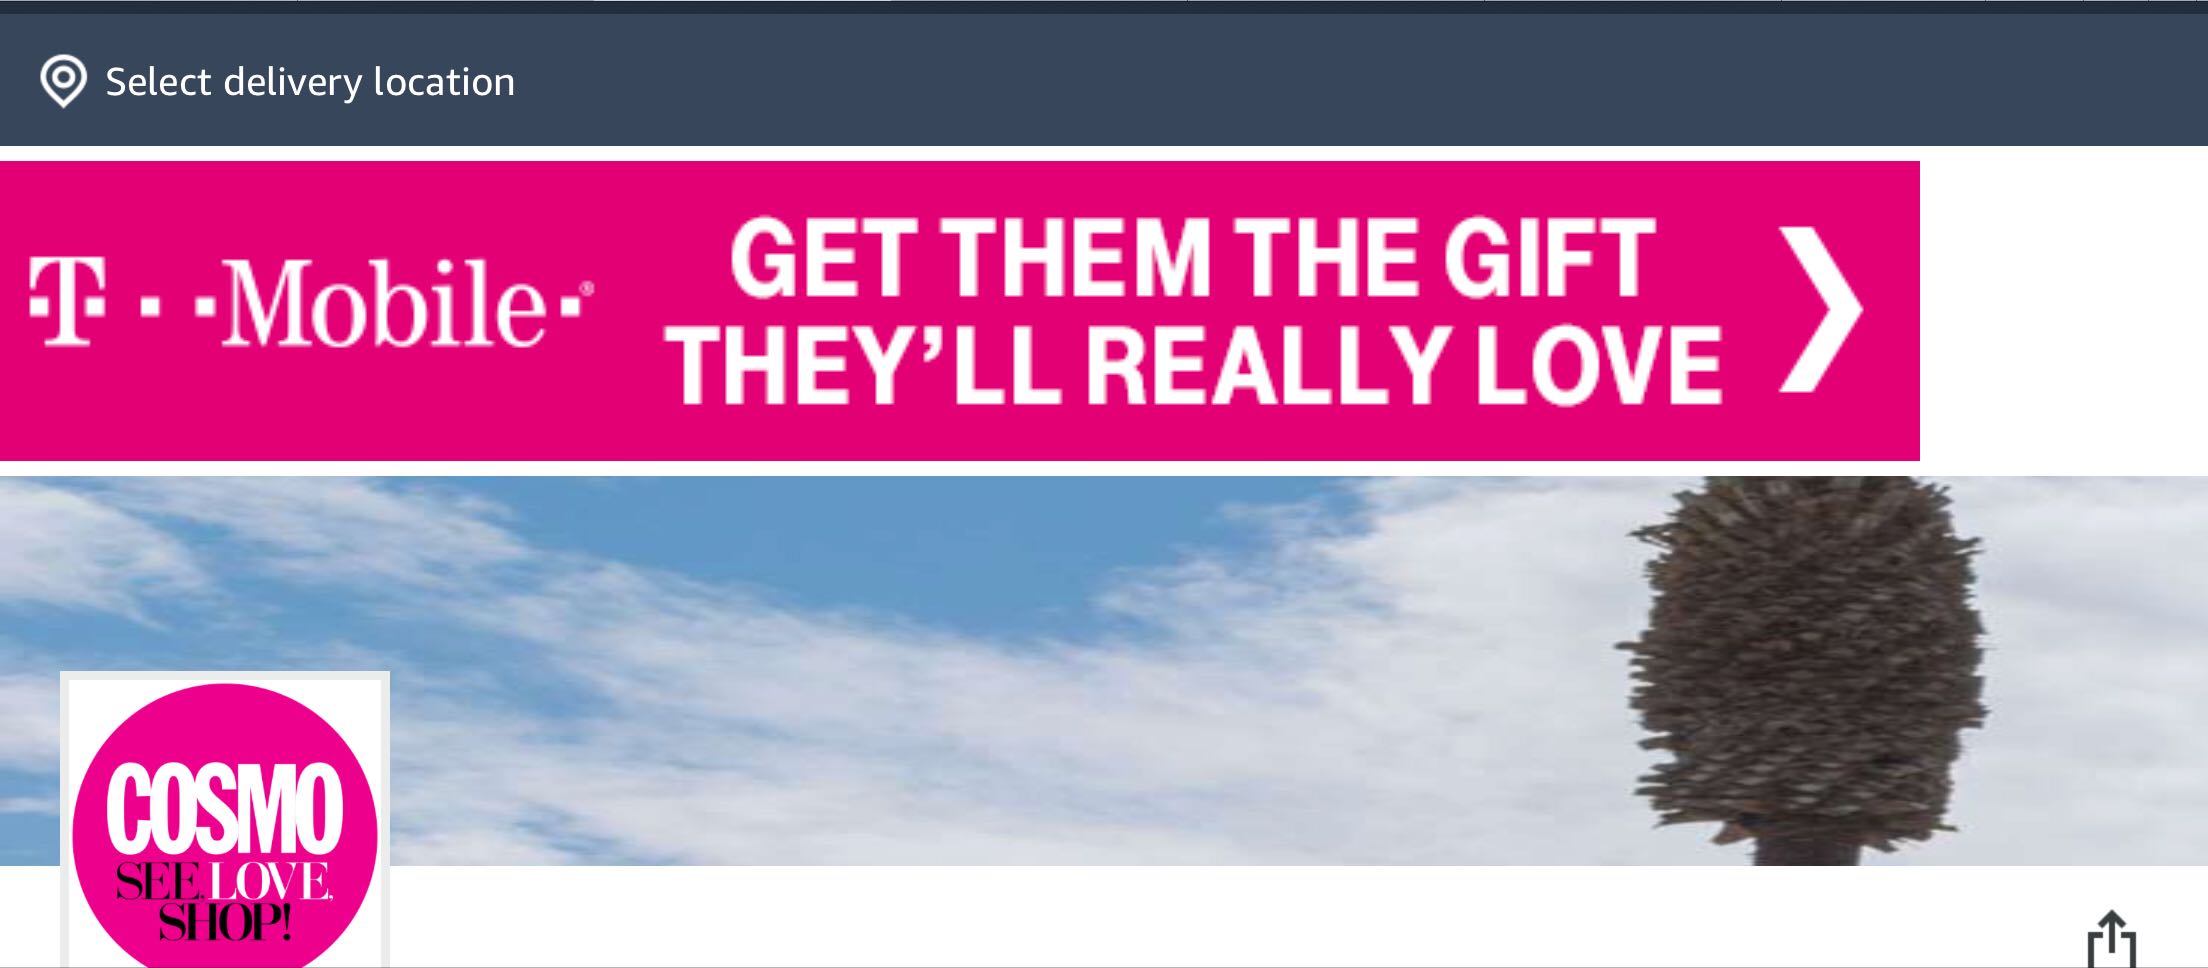 Select delivery location
T··Mobile·®
GET THEM THE GIFT
THEY’LL REALLY LOVE
COSMO
SEE, LOVE,
SHOP!